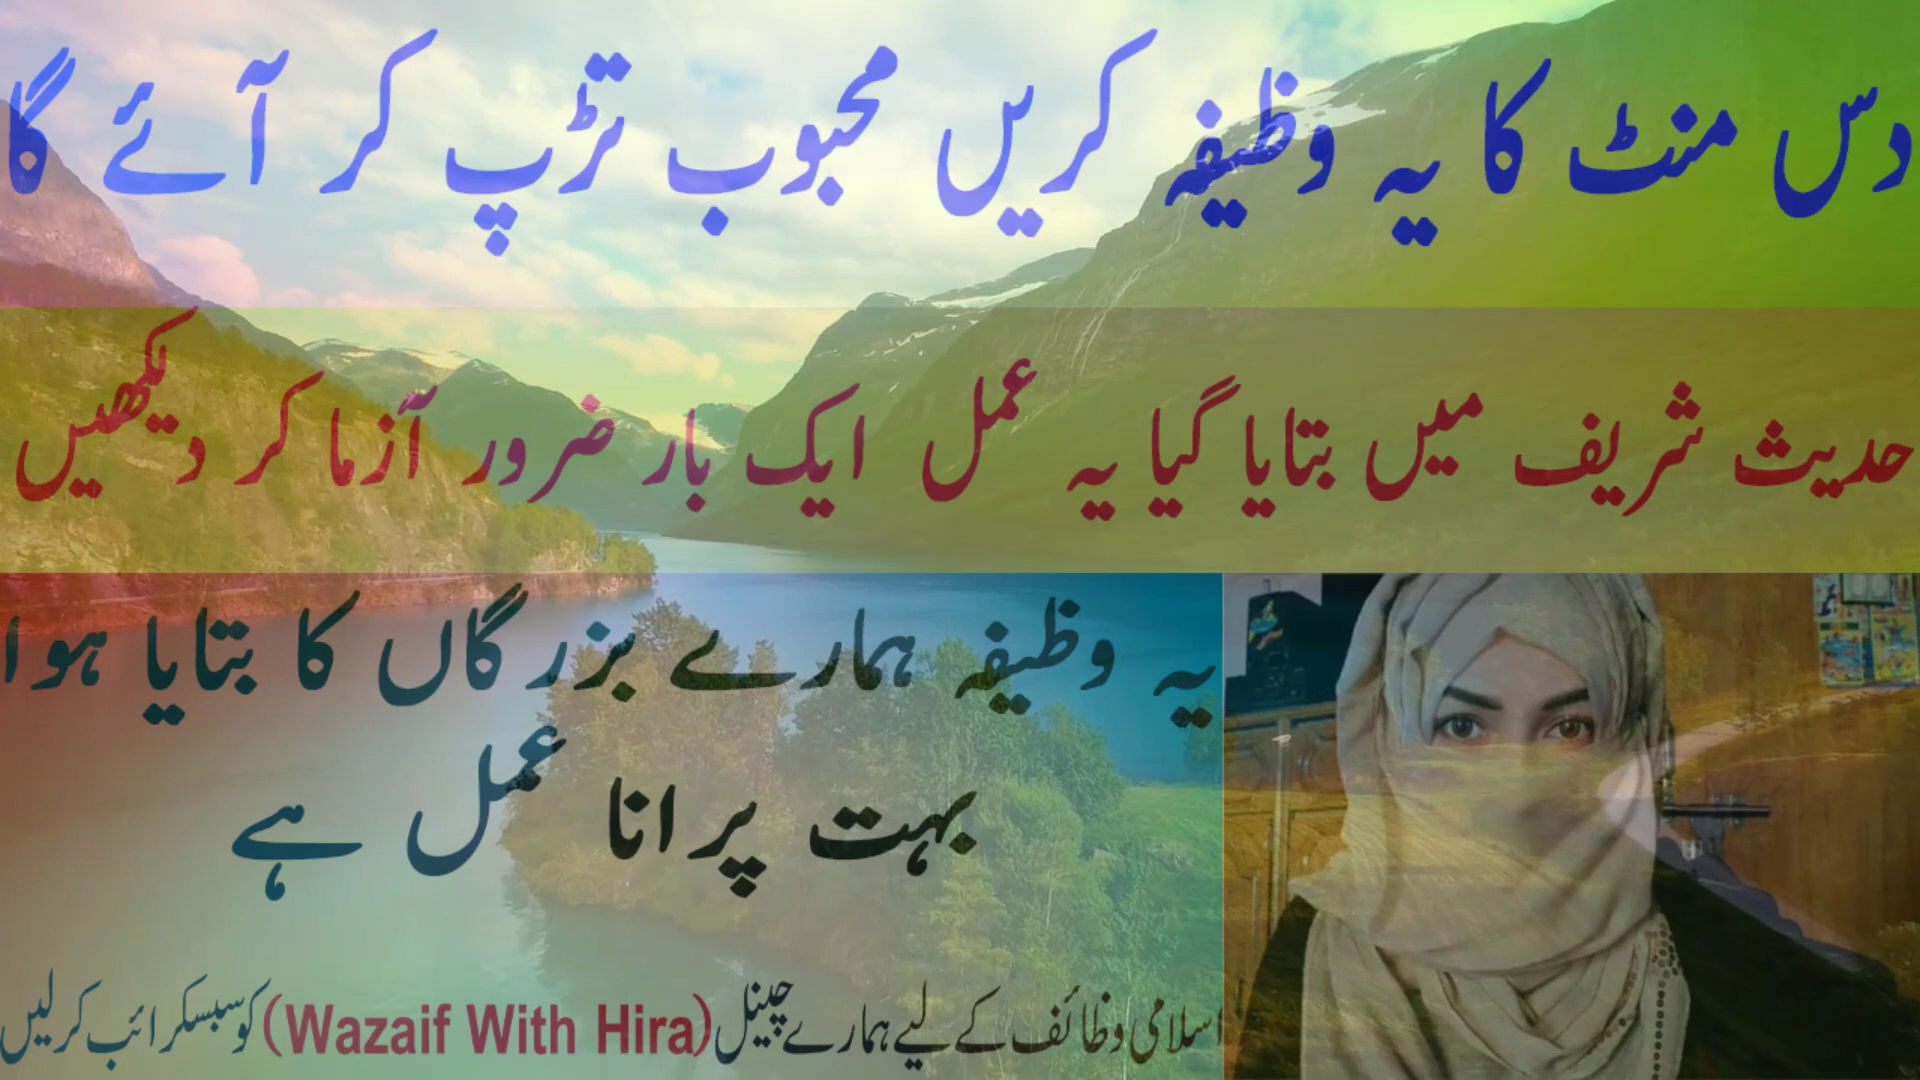 دس منٹ کا یہ وظیفہ کریں محبوب تڑپ کر آئے گا
حدیث شریف میں بتایا گیا یہ عمل ایک بار ضرور آزما کر دیکھیں
یہ وظیفہ ہمارے بزرگاں کا بتایا ہوا
بہت پرانا عمل ہے
اسلامی وظائف کے لیے ہمارے چینل (Wazaif With Hira) کو سبسکرائب کر لیں